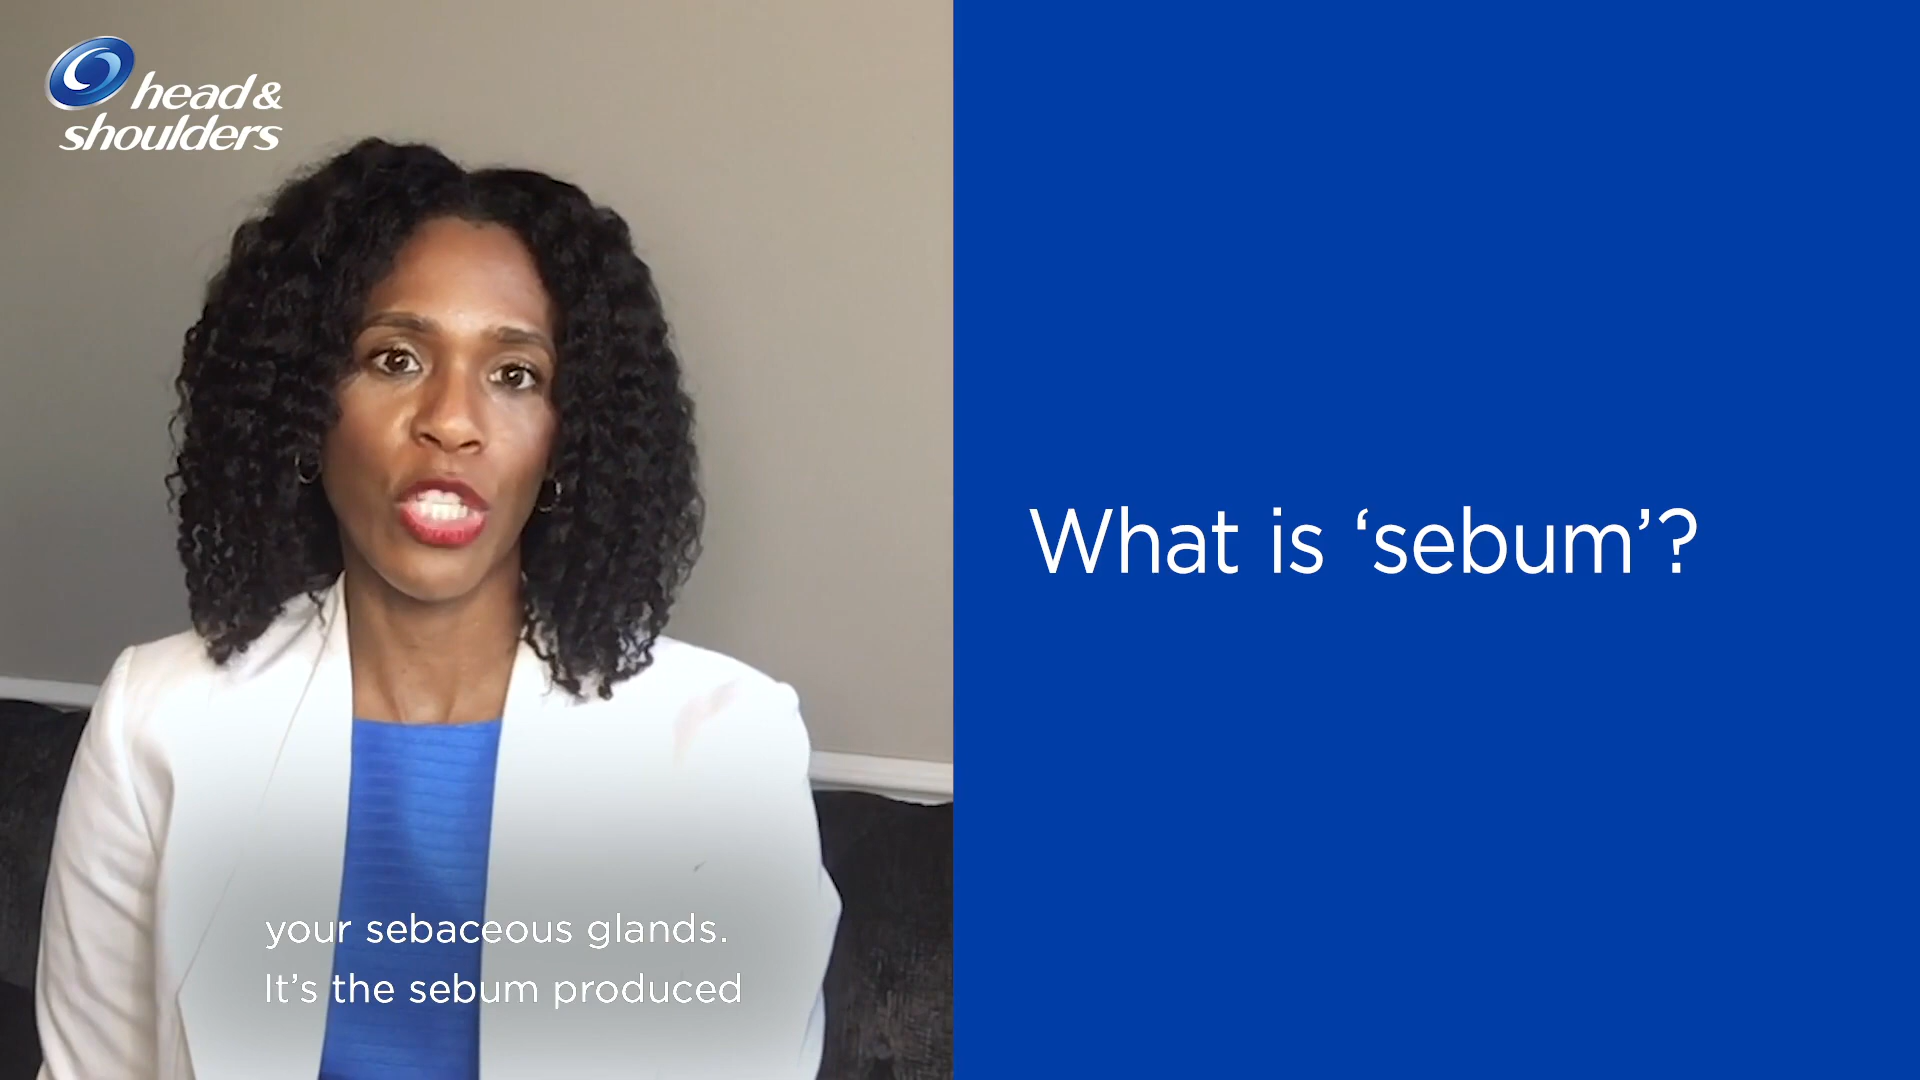 head&
shoulders
What is ‘sebum’?
your sebaceous glands.
It’s the sebum produced